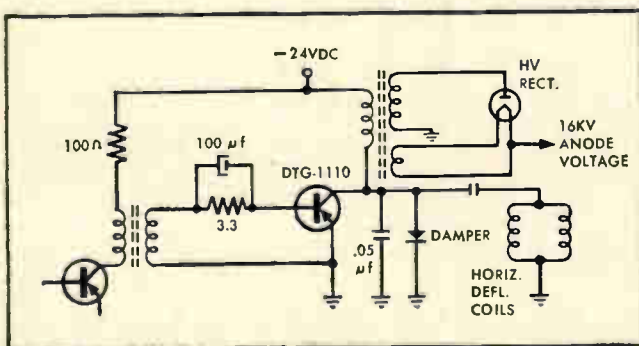 −24VDC
HV
RECT.
100Ω
100 μf
DTG-1110
16KV
ANODE
VOLTAGE
3.3
.05
μf
DAMPER
HORIZ.
DEFL.
COILS